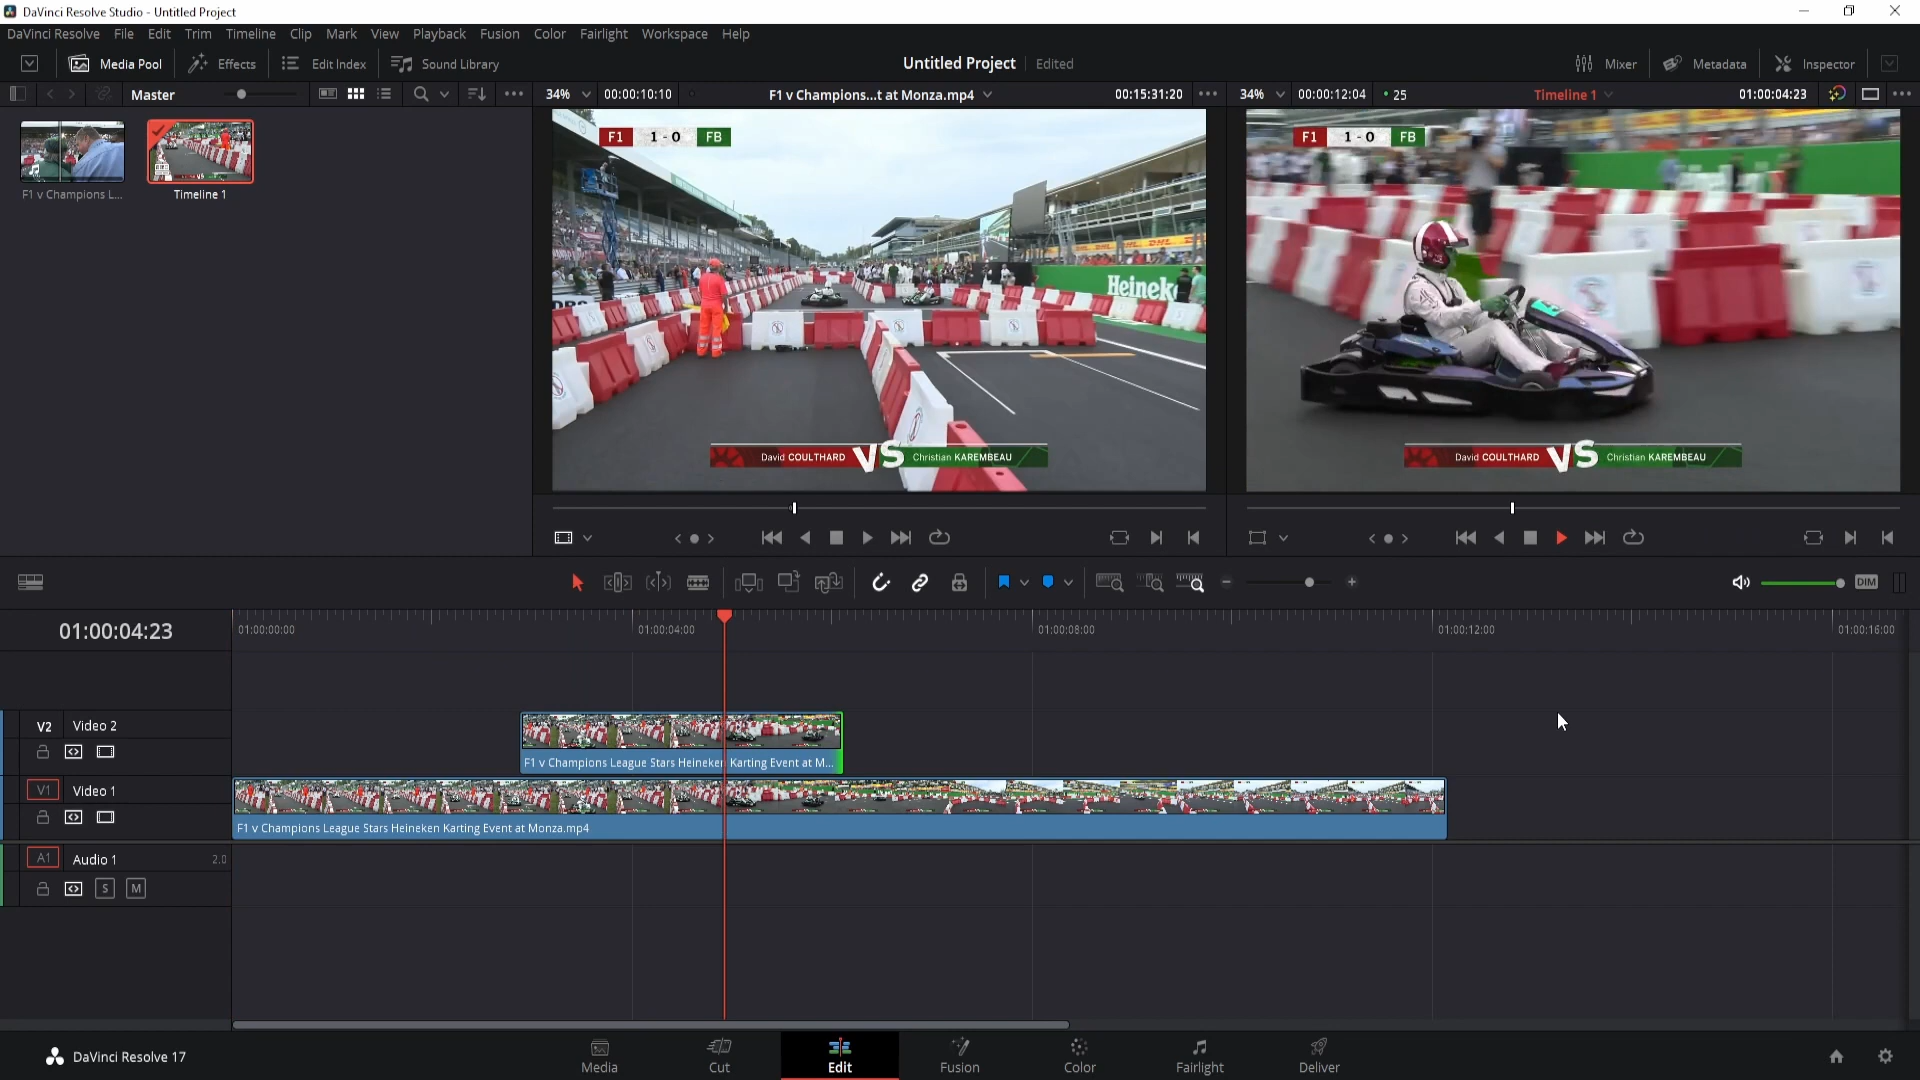 DaVinci Resolve Studio - Untitled Project
DaVinci Resolve File Edit Trim Timeline Clip Mark View Playback Fusion Color Fairlight Workspace Help
Media Pool Effects Edit Index Sound Library Untitled Project Edited Mixer Metadata Inspector
Master 34% 00:00:10:10 F1 v Champions...t at Monza.mp4 00:15:31:20 34% 00:00:12:04 25 Timeline 1 01:00:04:23
F1 1 - 0 FB
F1 1 - 0 FB
F1 v Champions L... Timeline 1
DHL DHL
Heineke
David COULTHARD VS Christian KAREMBEAU
David COULTHARD VS Christian KAREMBEAU
DIM
01:00:04:23
01:00:00:00 01:00:04:00 01:00:08:00 01:00:12:00 01:00:16:00
V2 Video 2
F1 v Champions League Stars Heineken Karting Event at M...
V1 Video 1
F1 v Champions League Stars Heineken Karting Event at Monza.mp4
A1 Audio 1 2.0
S M
DaVinci Resolve 17
Media Cut Edit Fusion Color Fairlight Deliver